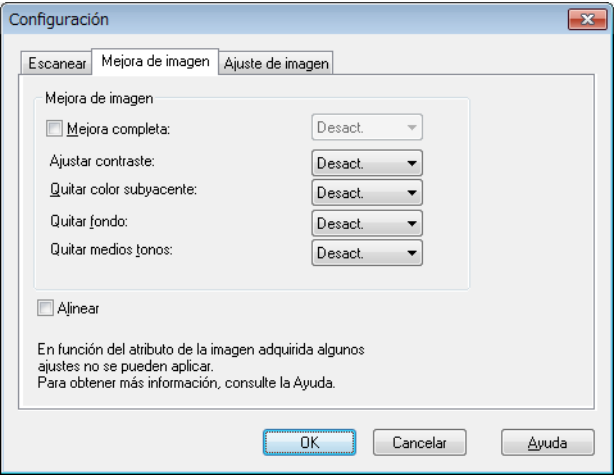 Configuración
Escanear Mejora de imagen Ajuste de imagen
Mejora de imagen
Mejora completa: Desact.
Ajustar contraste: Desact.
Quitar color subyacente: Desact.
Quitar fondo: Desact.
Quitar medios tonos: Desact.
Alinear
En función del atributo de la imagen adquirida algunos
ajustes no se pueden aplicar.
Para obtener más información, consulte la Ayuda.
OK Cancelar Ayuda